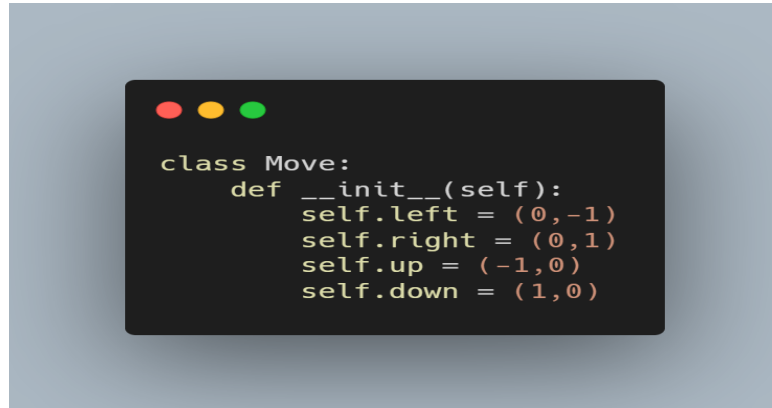 class Move:
    def __init__(self):
        self.left = (0,-1)
        self.right = (0,1)
        self.up = (-1,0)
        self.down = (1,0)